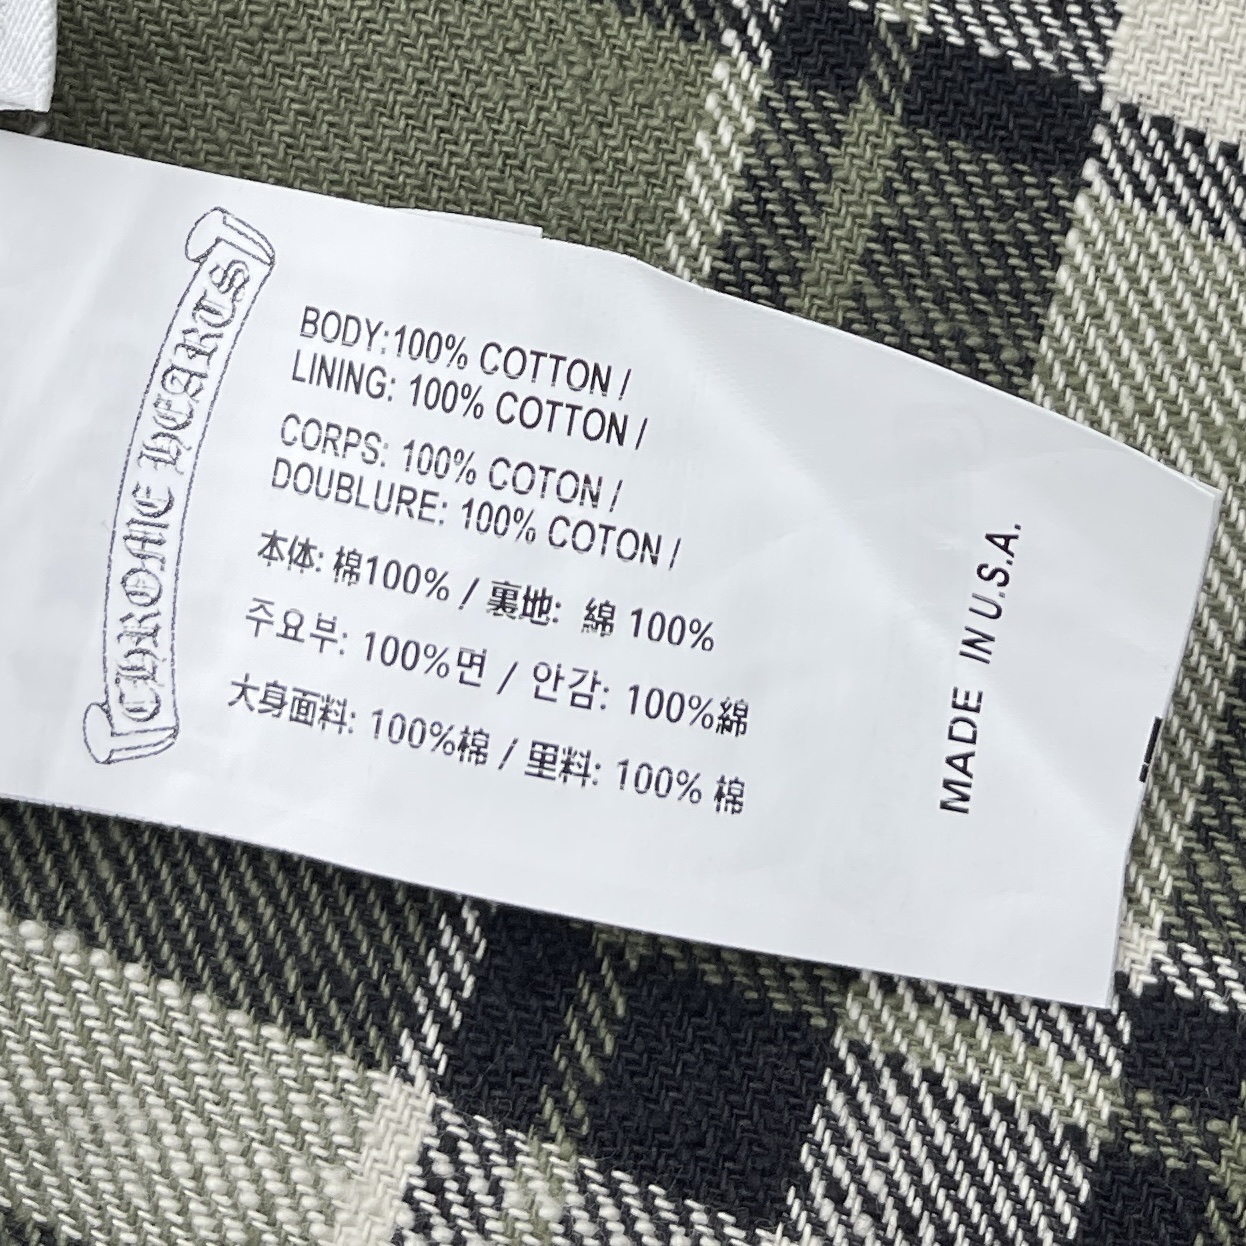 CHROME HEARTS
BODY:100% COTTON /
LINING: 100% COTTON /
CORPS: 100% COTON /
DOUBLURE: 100% COTON /
本体: 棉100% / 裏地: 綿 100%
주요부: 100%면 / 안감: 100%綿
大身面料: 100%棉 / 里料: 100% 棉
MADE IN U.S.A.